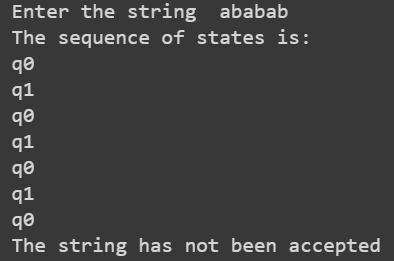 Enter the string  ababab
The sequence of states is:
q0
q1
q0
q1
q0
q1
q0
The string has not been accepted